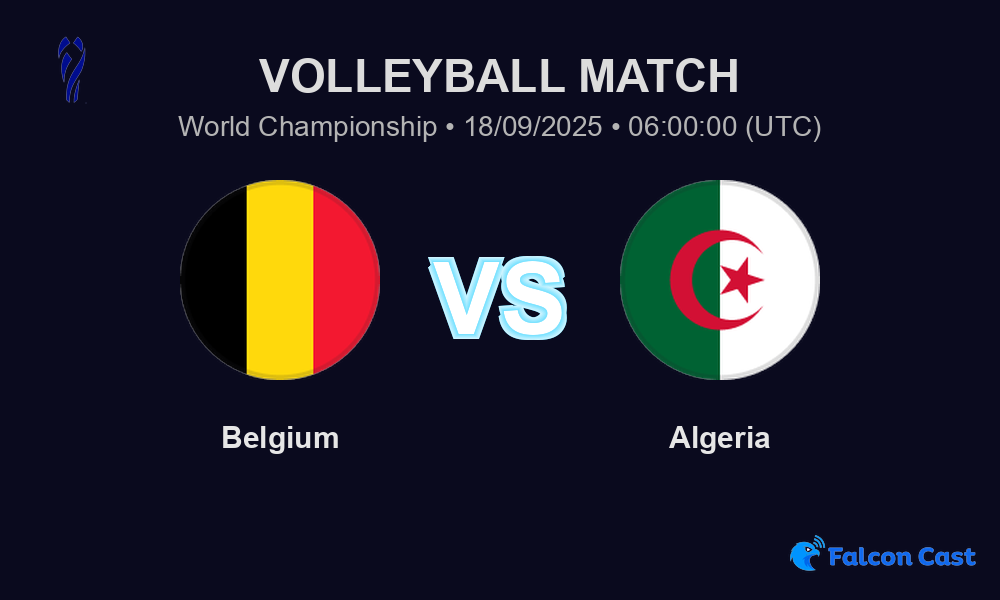 VOLLEYBALL MATCH
World Championship • 18/09/2025 • 06:00:00 (UTC)
VS
Belgium
Algeria
Falcon Cast